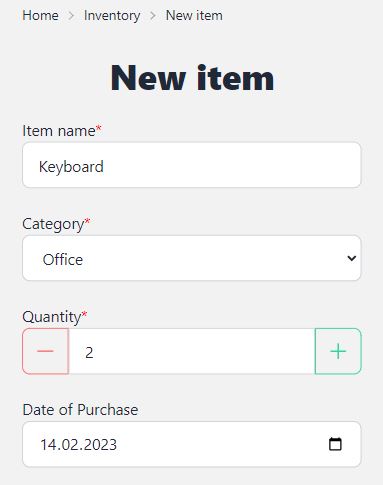 Home > Inventory > New item
New item
Item name*
Keyboard
Category*
Office
Quantity*
2
Date of Purchase
14.02.2023